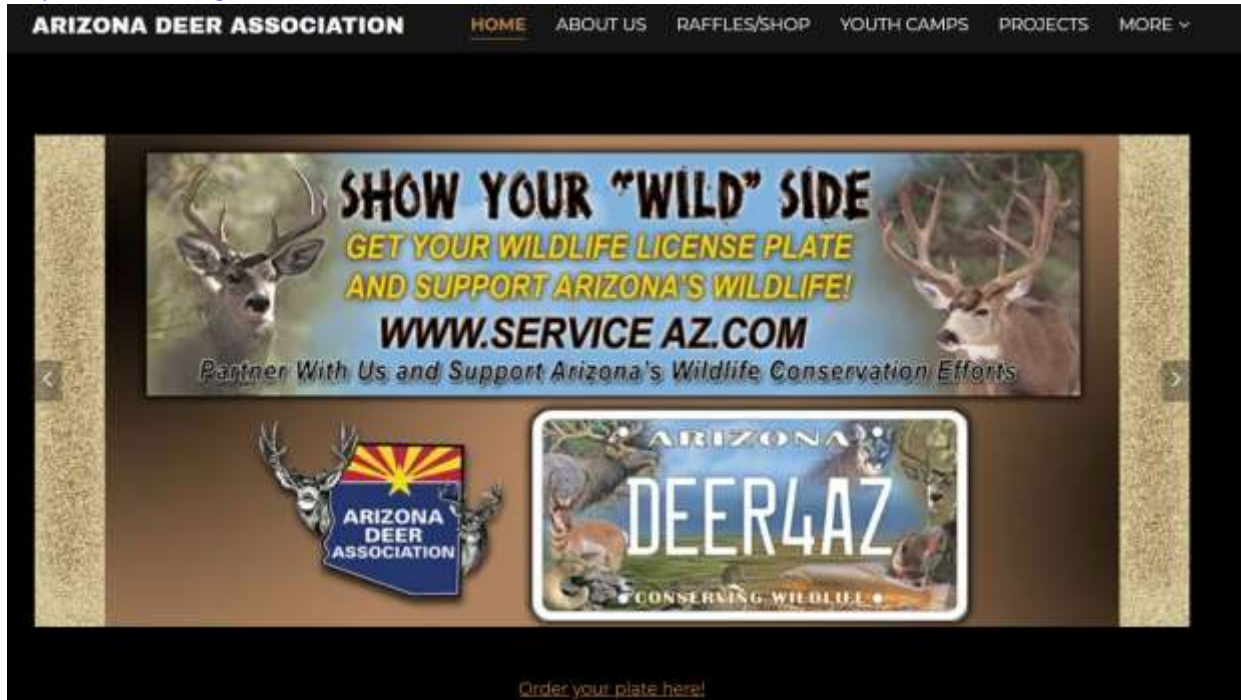 ARIZONA DEER ASSOCIATION HOME ABOUT US RAFFLES/SHOP YOUTH CAMPS PROJECTS MORE
SHOW YOUR "WILD" SIDE
GET YOUR WILDLIFE LICENSE PLATE
AND SUPPORT ARIZONA'S WILDLIFE!
WWW.SERVICE AZ.COM
Partner With Us and Support Arizona's Wildlife Conservation Efforts
ARIZONA
DEER
ASSOCIATION
ARIZONA
DEER4AZ
CONSERVING WILDLIFE
Order your plate here!